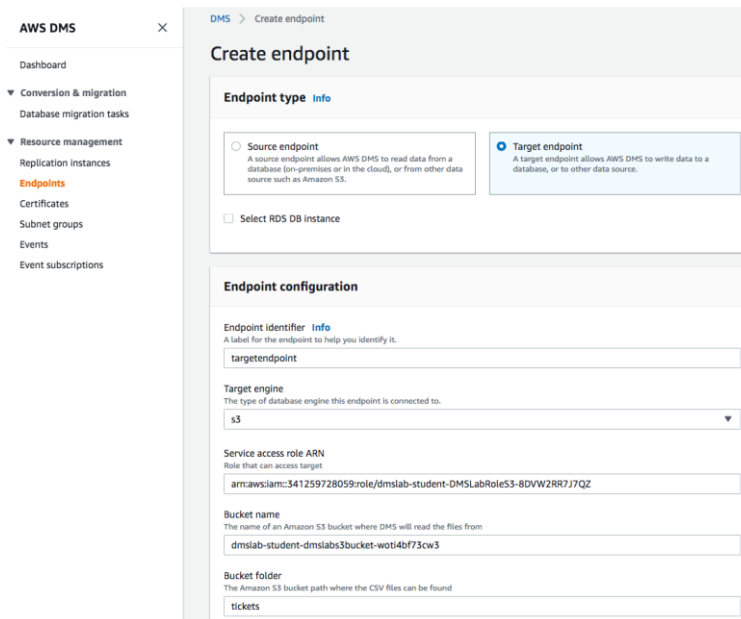 AWS DMS
Dashboard
Conversion & migration
Database migration tasks
Resource management
Replication instances
Endpoints
Certificates
Subnet groups
Events
Event subscriptions
DMS > Create endpoint
Create endpoint
Endpoint type Info
Source endpoint
A source endpoint allows AWS DMS to read data from a
database (on-premises or in the cloud), or from other data
source such as Amazon S3.
Target endpoint
A target endpoint allows AWS DMS to write data to a
database, or to other data source.
Select RDS DB instance
Endpoint configuration
Endpoint identifier Info
A label for the endpoint to help you identify it.
targetendpoint
Target engine
The type of database engine this endpoint is connected to.
s3
Service access role ARN
Role that can access target
arn:aws:iam::341259728059:role/dmslab-student-DMSLabRoleS3-8DVW2RR7J7QZ
Bucket name
The name of an Amazon S3 bucket where DMS will read the files from
dmslab-student-dmslabs3bucket-woti4bf73cw3
Bucket folder
The Amazon S3 bucket path where the CSV files can be found
tickets